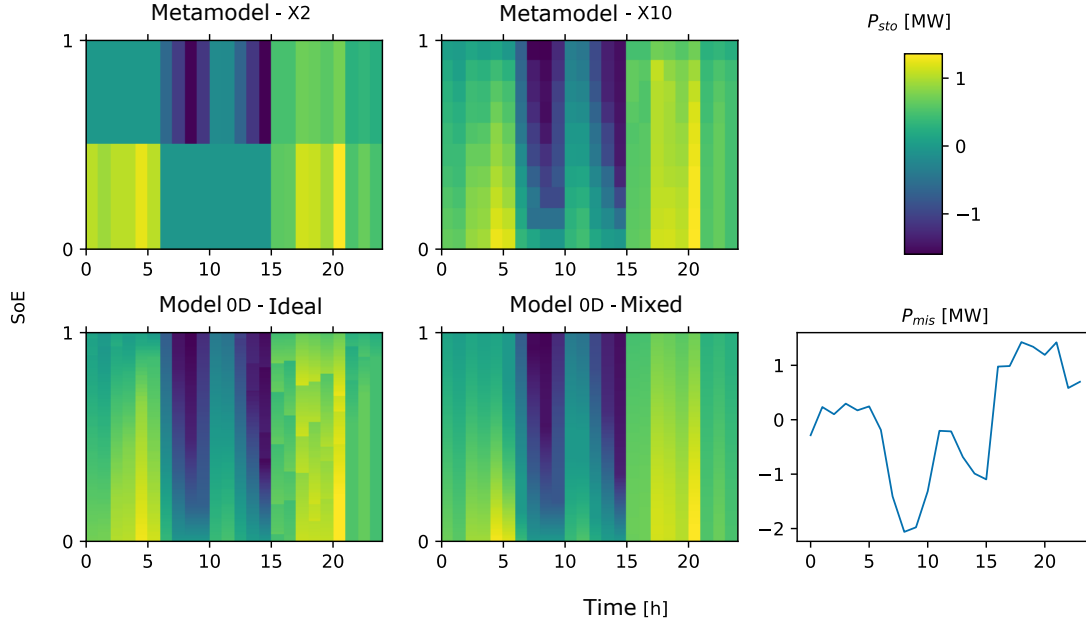 Metamodel - X2
Metamodel - X10
P_sto [MW]
1
0
0 5 10 15 20
1
0
0 5 10 15 20
1
0
−1
SoE
Model 0D - Ideal
Model 0D - Mixed
P_mis [MW]
1
0
0 5 10 15 20
1
0
0 5 10 15 20
1
0
−1
−2
0 5 10 15 20
Time [h]